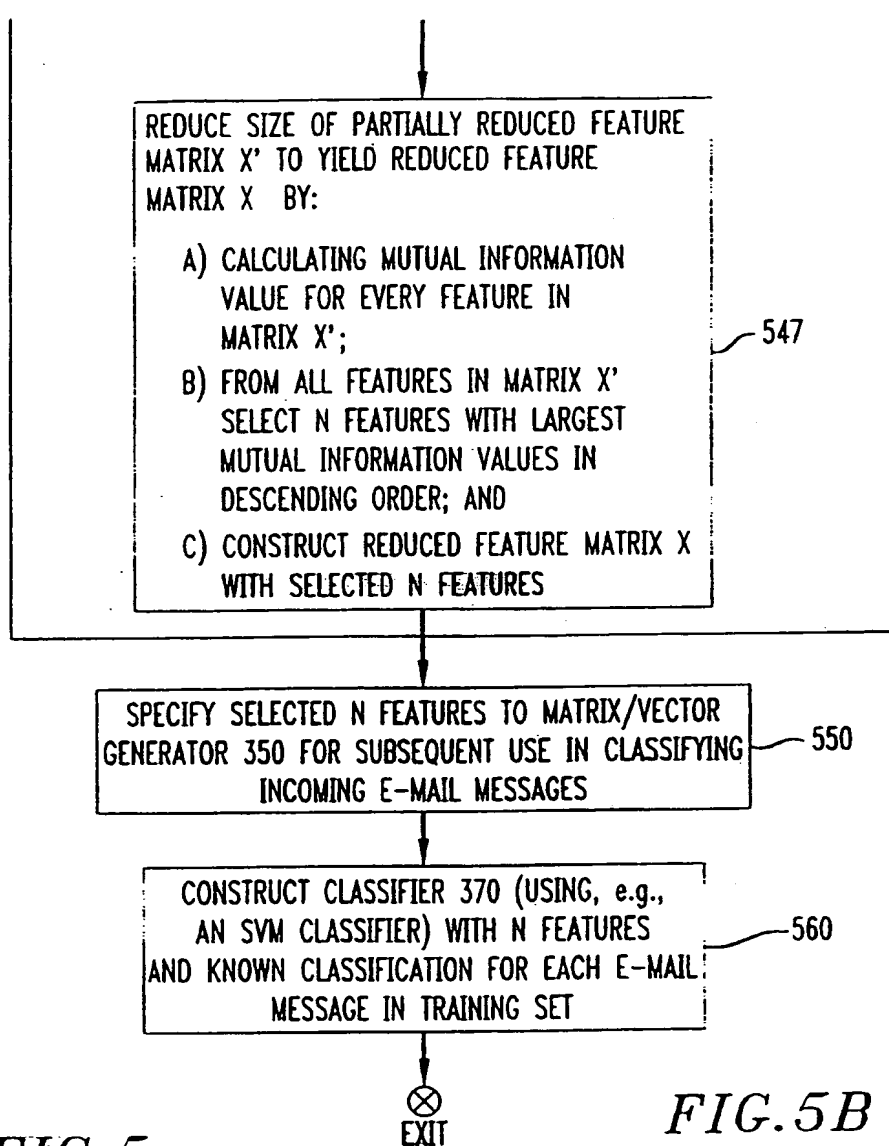 REDUCE SIZE OF PARTIALLY REDUCED FEATURE
MATRIX X' TO YIELD REDUCED FEATURE
MATRIX X BY:
A) CALCULATING MUTUAL INFORMATION
VALUE FOR EVERY FEATURE IN
MATRIX X';
547
B) FROM ALL FEATURES IN MATRIX X'
SELECT N FEATURES WITH LARGEST
MUTUAL INFORMATION VALUES IN
DESCENDING ORDER; AND
C) CONSTRUCT REDUCED FEATURE MATRIX X
WITH SELECTED N FEATURES
SPECIFY SELECTED N FEATURES TO MATRIX/VECTOR
GENERATOR 350 FOR SUBSEQUENT USE IN CLASSIFYING
INCOMING E-MAIL MESSAGES
550
CONSTRUCT CLASSIFIER 370 (USING, e.g.,
AN SVM CLASSIFIER) WITH N FEATURES
AND KNOWN CLASSIFICATION FOR EACH E-MAIL
MESSAGE IN TRAINING SET
560
EXIT
FIG.5B